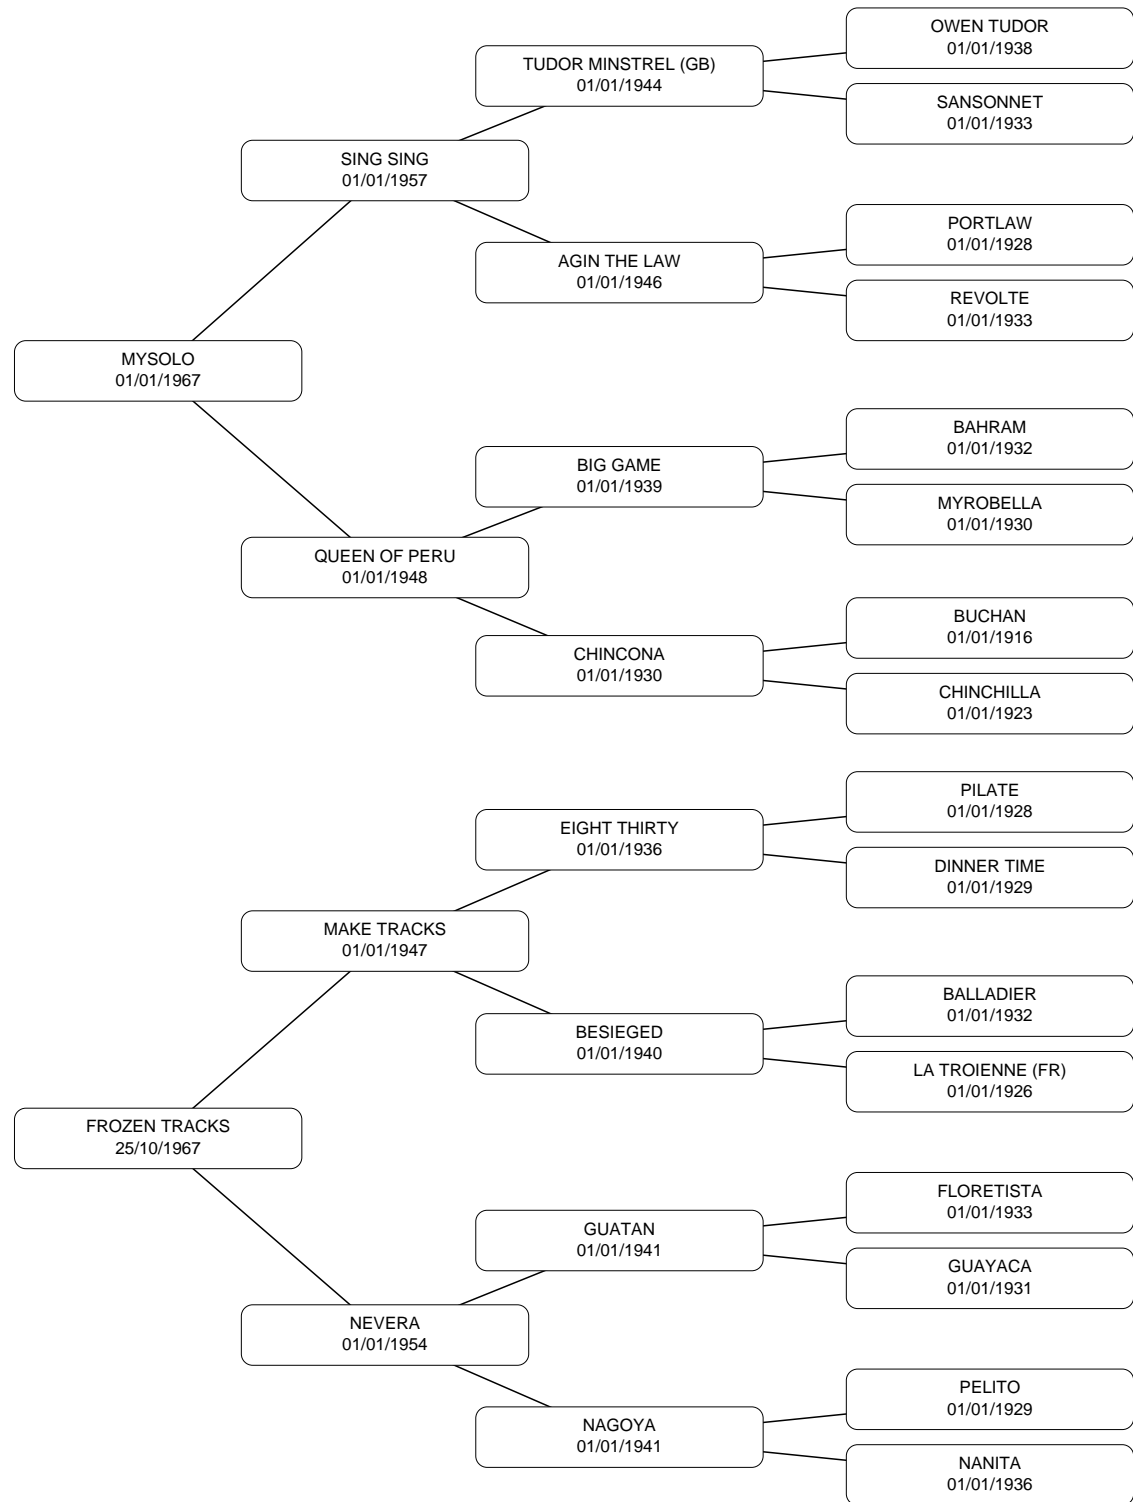 OWEN TUDOR
01/01/1938
TUDOR MINSTREL (GB)
01/01/1944
SANSONNET
01/01/1933
SING SING
01/01/1957
PORTLAW
01/01/1928
AGIN THE LAW
01/01/1946
REVOLTE
01/01/1933
MYSOLO
01/01/1967
BAHRAM
01/01/1932
BIG GAME
01/01/1939
MYROBELLA
01/01/1930
QUEEN OF PERU
01/01/1948
BUCHAN
01/01/1916
CHINCONA
01/01/1930
CHINCHILLA
01/01/1923
PILATE
01/01/1928
EIGHT THIRTY
01/01/1936
DINNER TIME
01/01/1929
MAKE TRACKS
01/01/1947
BALLADIER
01/01/1932
BESIEGED
01/01/1940
LA TROIENNE (FR)
01/01/1926
FROZEN TRACKS
25/10/1967
FLORETISTA
01/01/1933
GUATAN
01/01/1941
GUAYACA
01/01/1931
NEVERA
01/01/1954
PELITO
01/01/1929
NAGOYA
01/01/1941
NANITA
01/01/1936